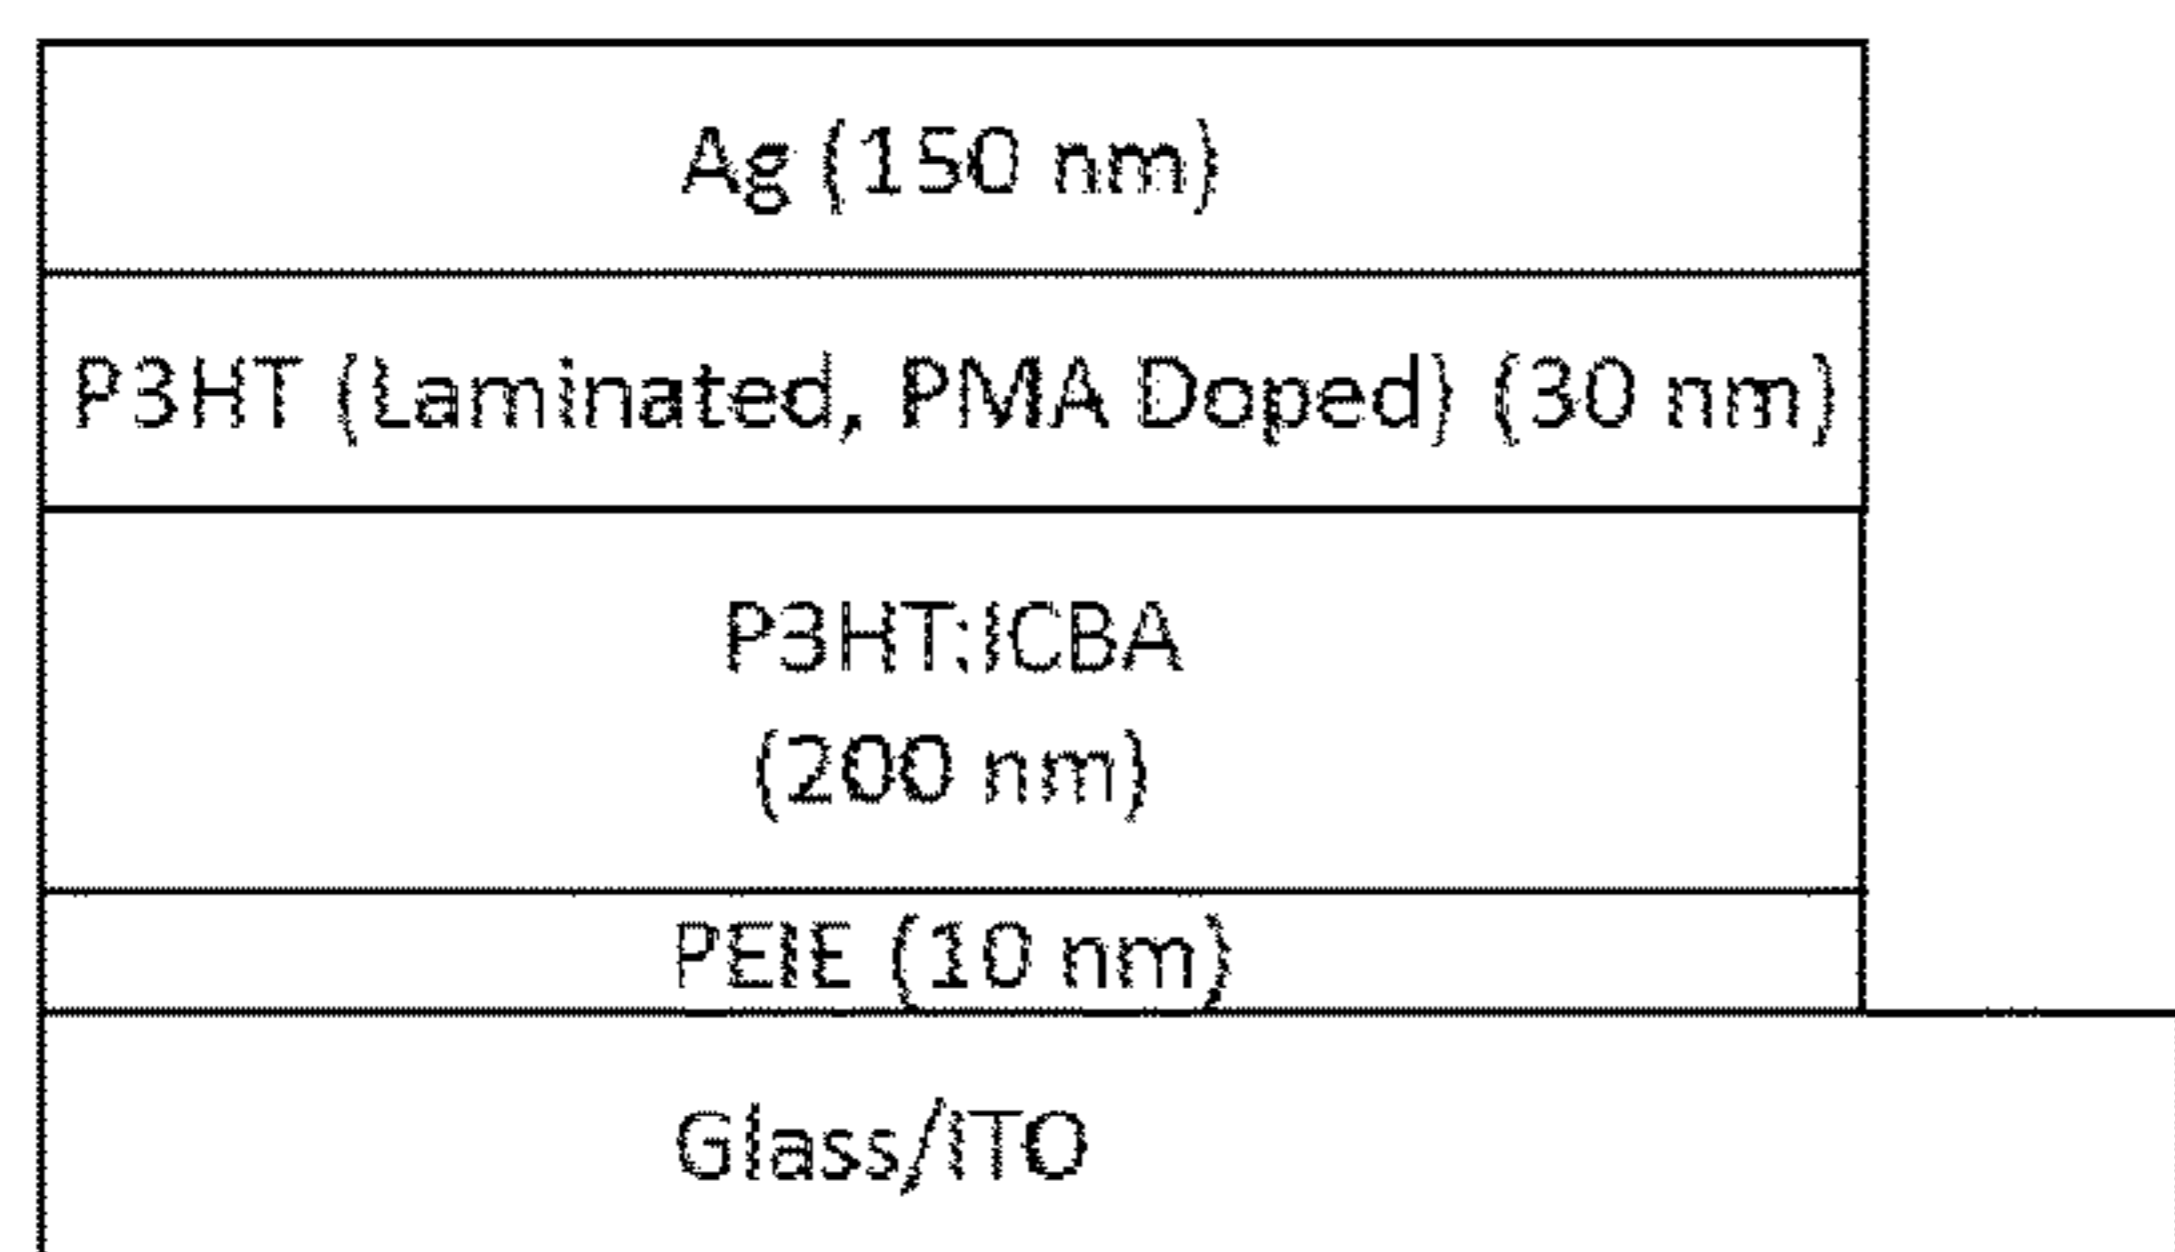 Ag (150 nm)
P3HT (Laminated, PMA Doped) (30 nm)
P3HT:ICBA
(200 nm)
PEIE (10 nm)
Glass/ITO